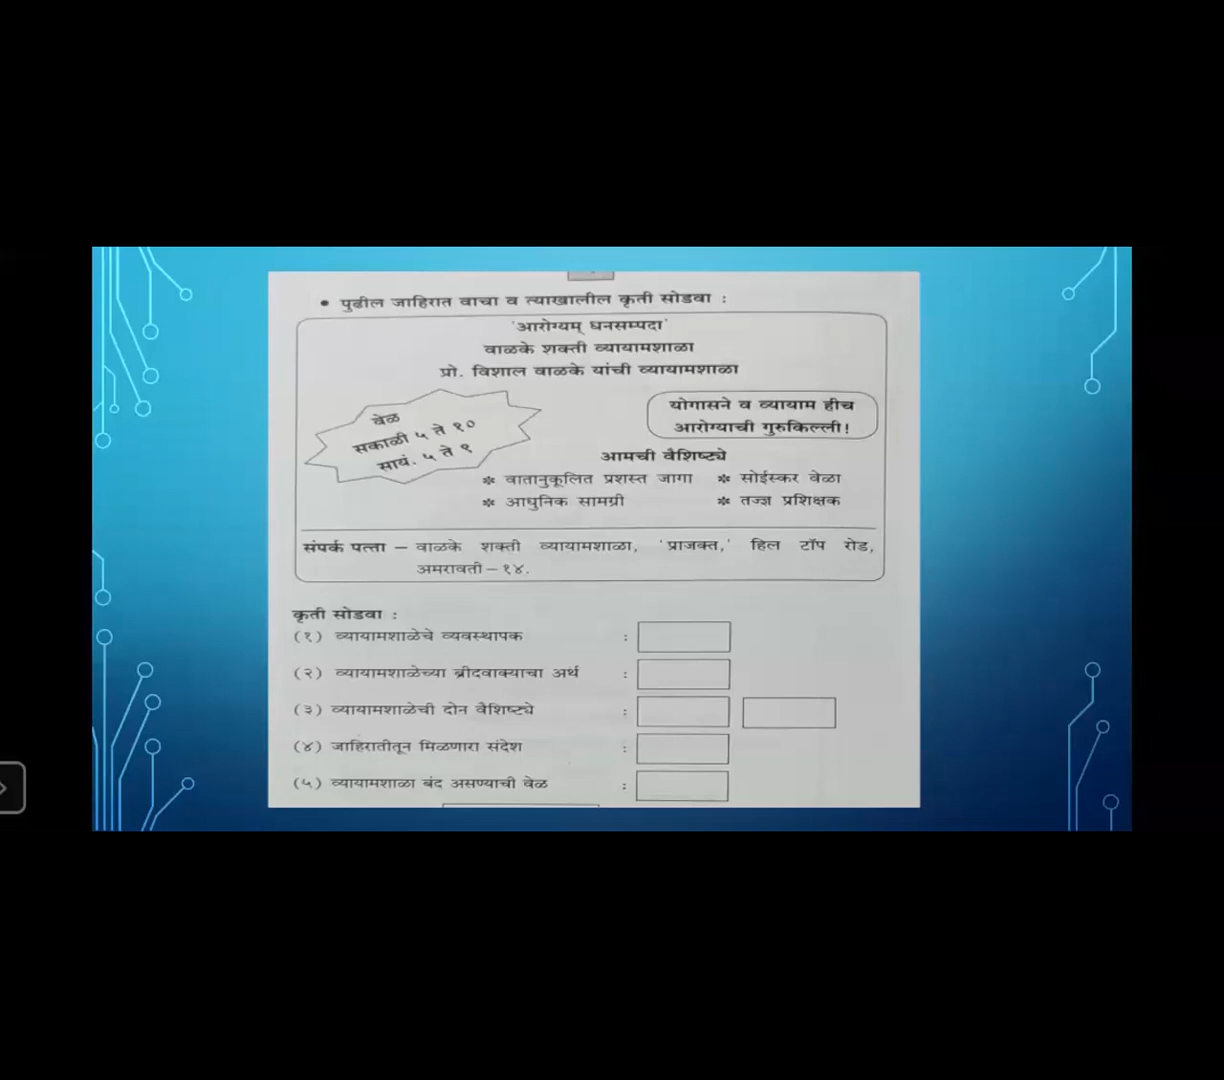 • पुढील जाहिरात वाचा व त्याखालील कृती सोडवा :
'आरोग्यम् धनसम्पदा'
वाळके शक्ती व्यायामशाळा
प्रो. विशाल वाळके यांची व्यायामशाळा
वेळ
सकाळी ५ ते १०
सायं. ५ ते ९
योगासने व व्यायाम हीच
आरोग्याची गुरुकिल्ली!
आमची वैशिष्ट्ये
❇ वातानुकूलित प्रशस्त जागा ❇ सोईस्कर वेळा
❇ आधुनिक सामग्री ❇ तज्ज्ञ प्रशिक्षक
संपर्क पत्ता – वाळके शक्ती व्यायामशाळा, 'प्राजक्त,' हिल टॉप रोड,
अमरावती – १४.
कृती सोडवा :
(१) व्यायामशाळेचे व्यवस्थापक :
(२) व्यायामशाळेच्या ब्रीदवाक्याचा अर्थ :
(३) व्यायामशाळेची दोन वैशिष्ट्ये :
(४) जाहिरातीतून मिळणारा संदेश :
(५) व्यायामशाळा बंद असण्याची वेळ :